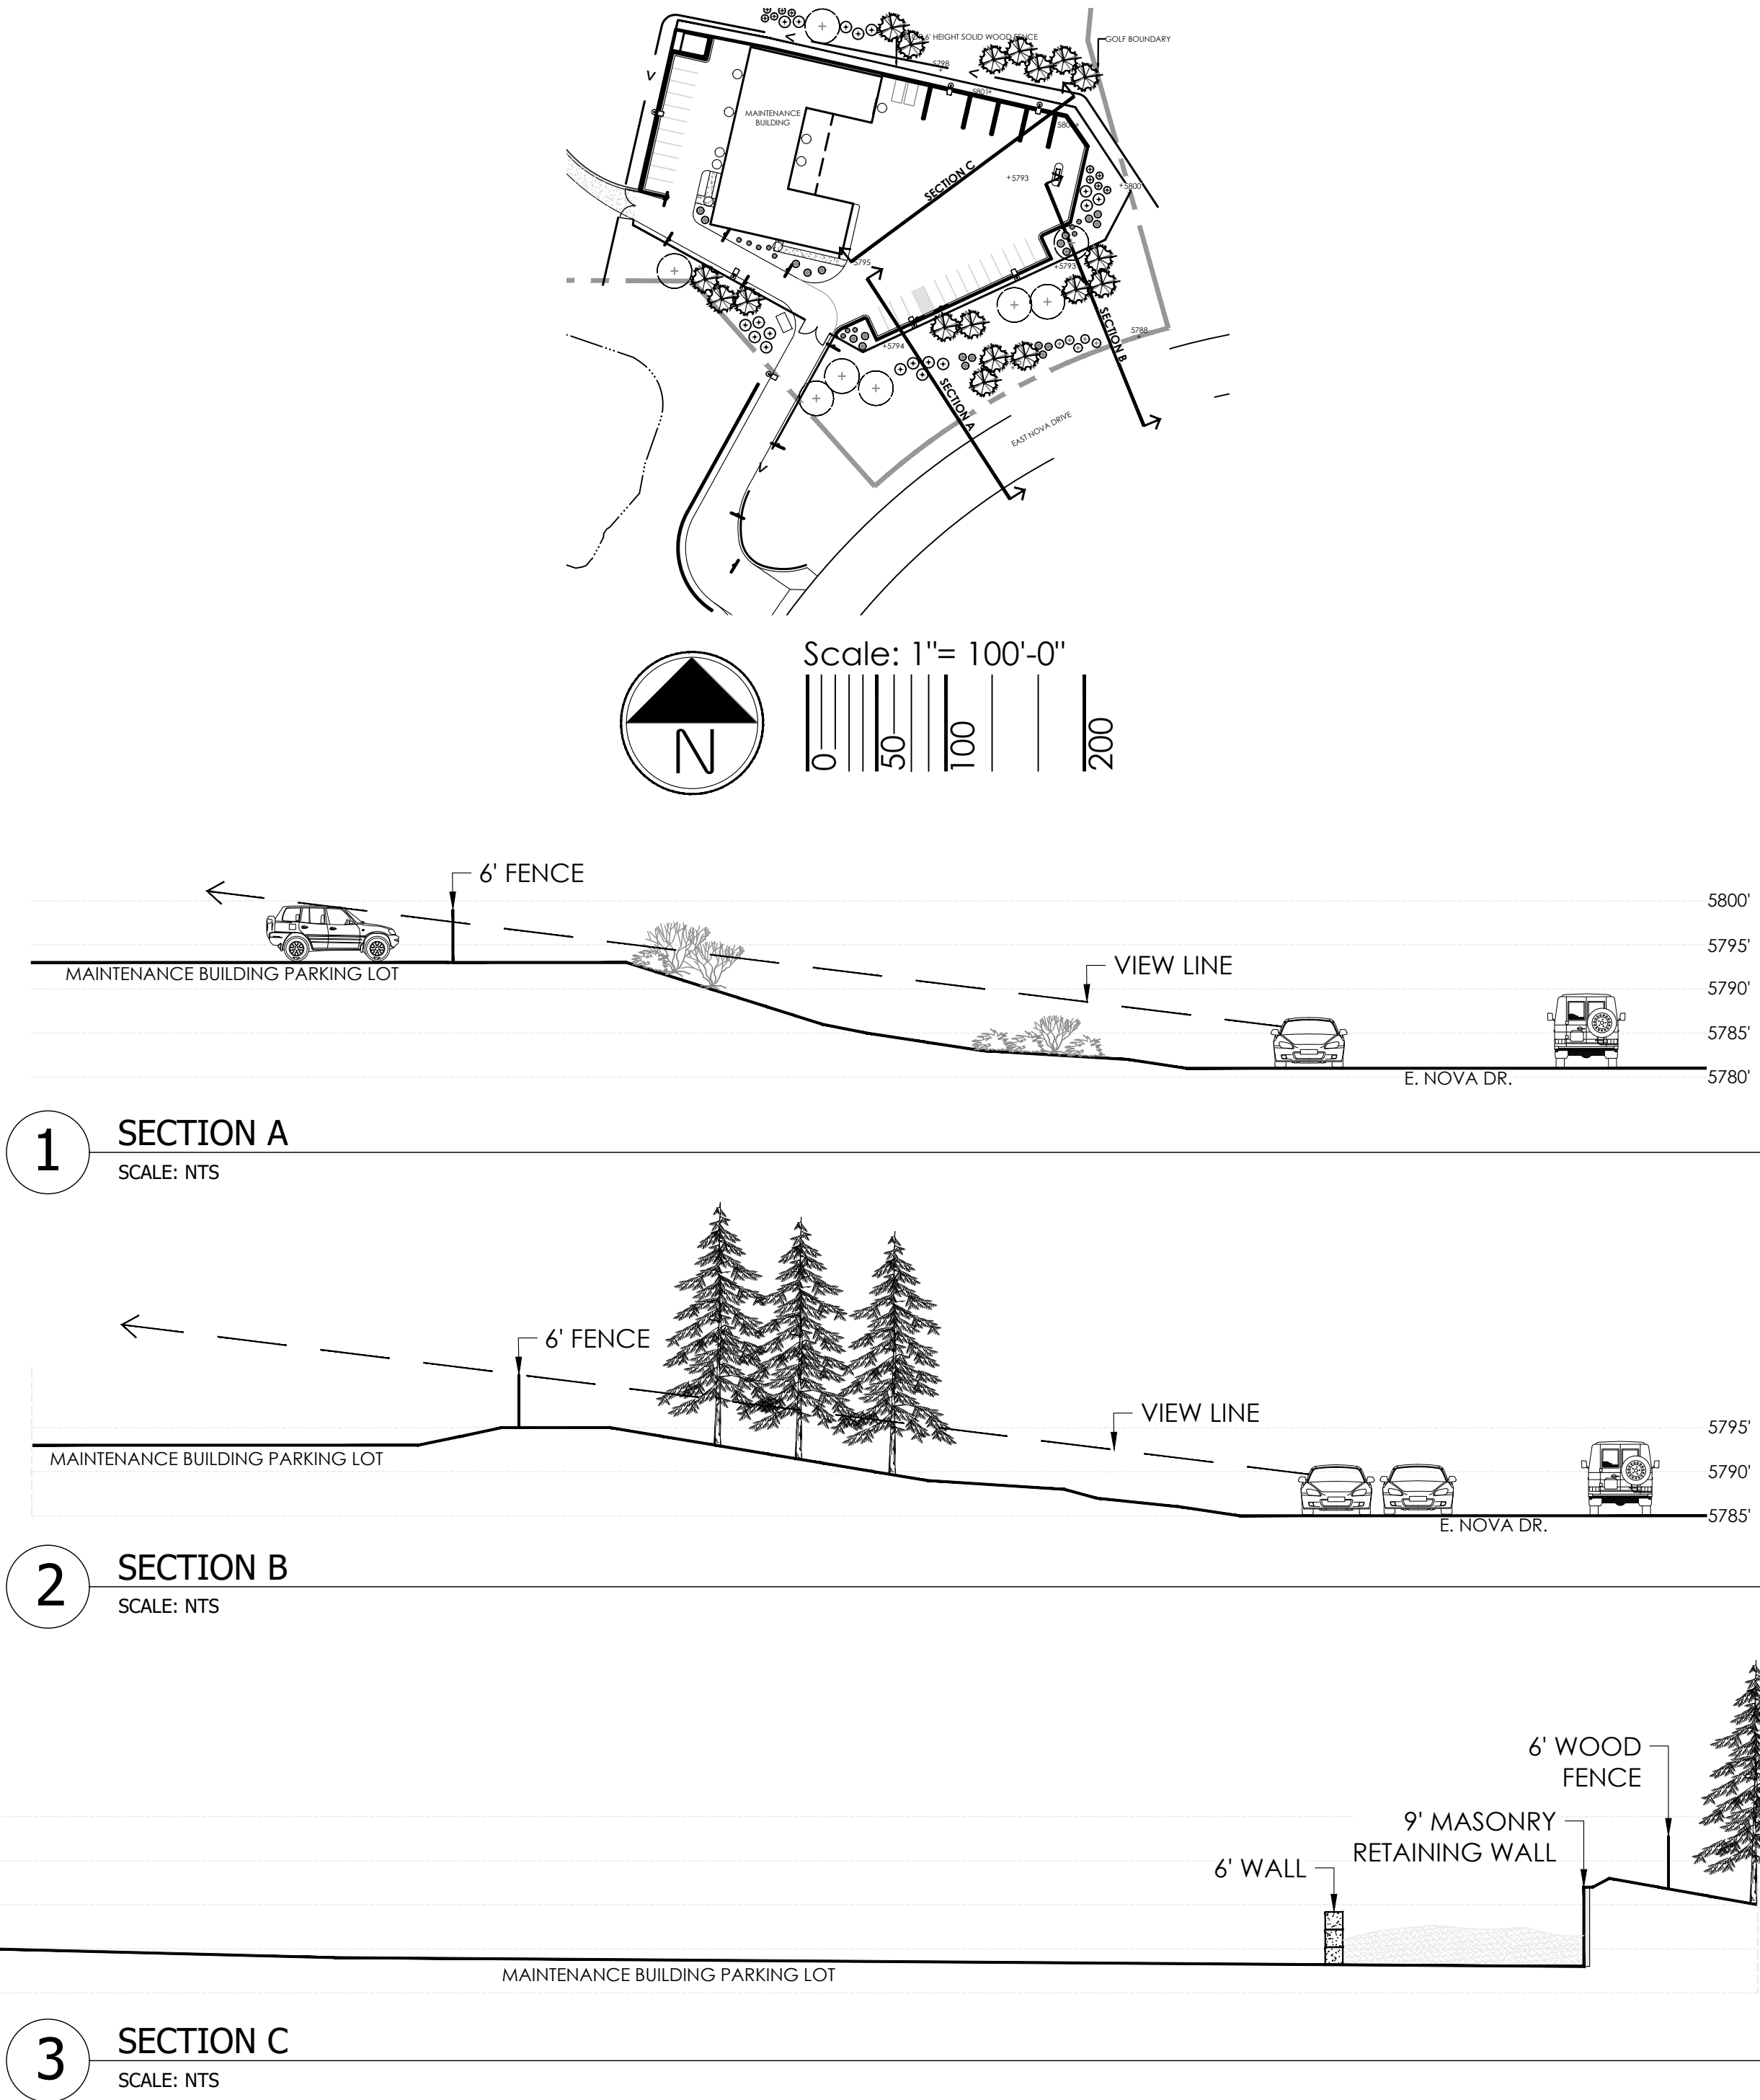 6' HEIGHT SOLID WOOD FENCE
GOLF BOUNDARY
5798
5801+
MAINTENANCE
BUILDING
SECTION C
+5793
+5800
5795
+5793
SECTION B
5788
+5794
SECTION A
EAST NOVA DRIVE
Scale: 1"= 100'-0"
N
0
50
100
200
6' FENCE
5800'
5795'
MAINTENANCE BUILDING PARKING LOT
VIEW LINE
5790'
5785'
E. NOVA DR.
5780'
1
SECTION A
SCALE: NTS
6' FENCE
VIEW LINE
5795'
MAINTENANCE BUILDING PARKING LOT
5790'
5785'
E. NOVA DR.
2
SECTION B
SCALE: NTS
6' WOOD
FENCE
9' MASONRY
RETAINING WALL
6' WALL
MAINTENANCE BUILDING PARKING LOT
3
SECTION C
SCALE: NTS